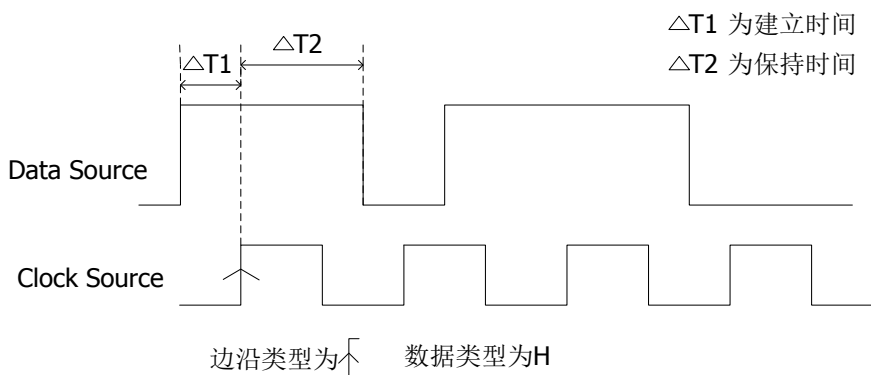 △T1 为建立时间
△T2 为保持时间
△T1
△T2
Data Source
Clock Source
边沿类型为
数据类型为H